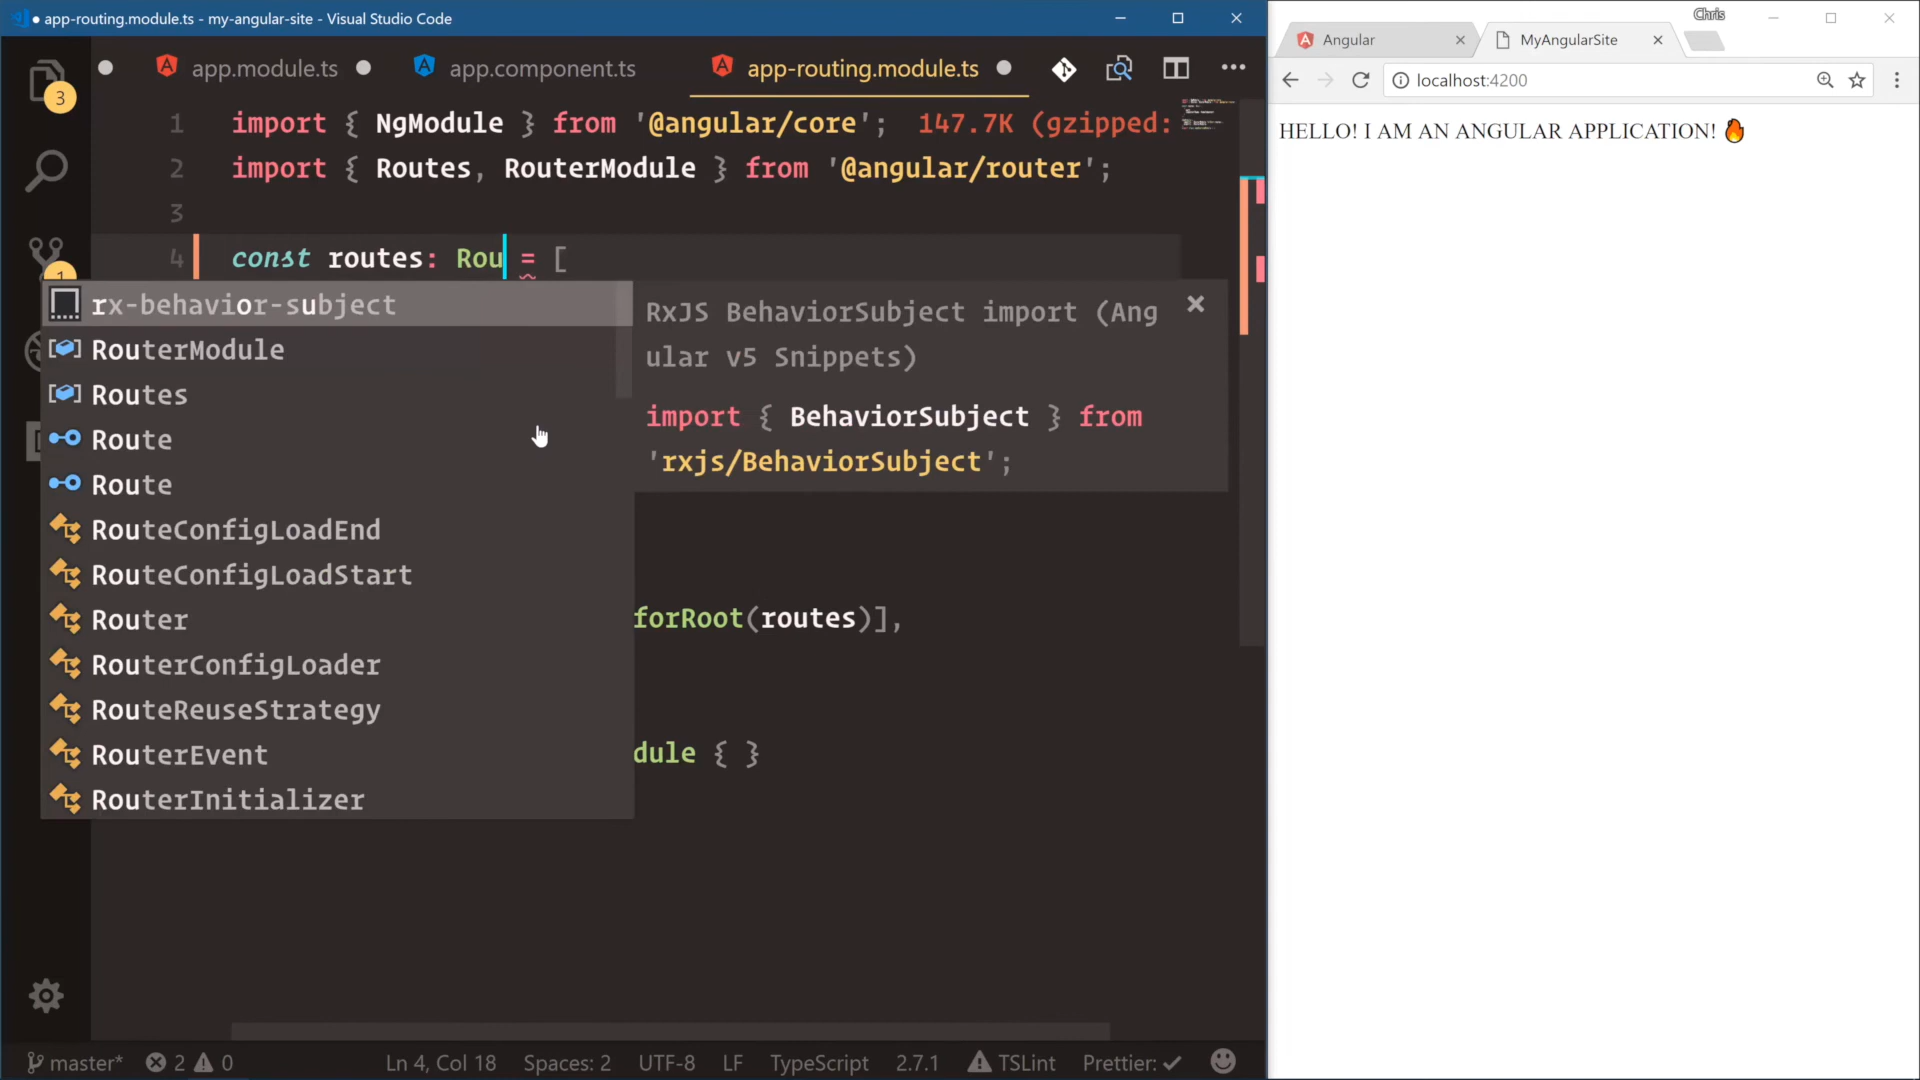 app-routing.module.ts - my-angular-site - Visual Studio Code
3
app.module.ts
app.component.ts
app-routing.module.ts
1 import { NgModule } from '@angular/core'; 147.7K (gzipped:
2 import { Routes, RouterModule } from '@angular/router';
3
4 const routes: Rou = [
1
rx-behavior-subject
RouterModule
Routes
Route
Route
RouteConfigLoadEnd
RouteConfigLoadStart
Router
RouterConfigLoader
RouteReuseStrategy
RouterEvent
RouterInitializer
RxJS BehaviorSubject import (Ang
ular v5 Snippets)
import { BehaviorSubject } from
'rxjs/BehaviorSubject';
forRoot(routes)],
dule { }
master* 2 0 Ln 4, Col 18 Spaces: 2 UTF-8 LF TypeScript 2.7.1 TSLint Prettier: ✓
Chris
Angular
MyAngularSite
localhost:4200
HELLO! I AM AN ANGULAR APPLICATION! 🔥